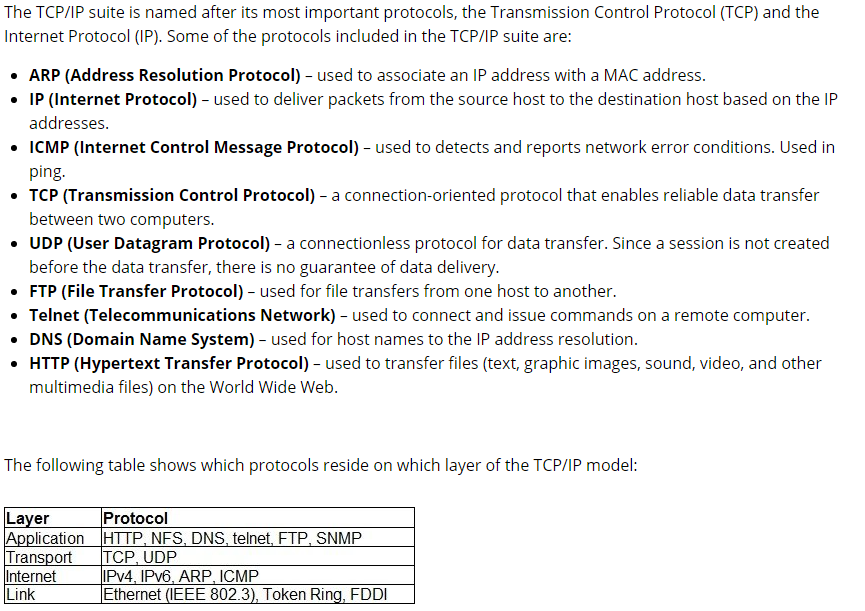 The TCP/IP suite is named after its most important protocols, the Transmission Control Protocol (TCP) and the
Internet Protocol (IP). Some of the protocols included in the TCP/IP suite are:
• ARP (Address Resolution Protocol) – used to associate an IP address with a MAC address.
• IP (Internet Protocol) – used to deliver packets from the source host to the destination host based on the IP
addresses.
• ICMP (Internet Control Message Protocol) – used to detects and reports network error conditions. Used in
ping.
• TCP (Transmission Control Protocol) – a connection-oriented protocol that enables reliable data transfer
between two computers.
• UDP (User Datagram Protocol) – a connectionless protocol for data transfer. Since a session is not created
before the data transfer, there is no guarantee of data delivery.
• FTP (File Transfer Protocol) – used for file transfers from one host to another.
• Telnet (Telecommunications Network) – used to connect and issue commands on a remote computer.
• DNS (Domain Name System) – used for host names to the IP address resolution.
• HTTP (Hypertext Transfer Protocol) – used to transfer files (text, graphic images, sound, video, and other
multimedia files) on the World Wide Web.
The following table shows which protocols reside on which layer of the TCP/IP model:
Layer Protocol
Application HTTP, NFS, DNS, telnet, FTP, SNMP
Transport TCP, UDP
Internet IPv4, IPv6, ARP, ICMP
Link Ethernet (IEEE 802.3), Token Ring, FDDI